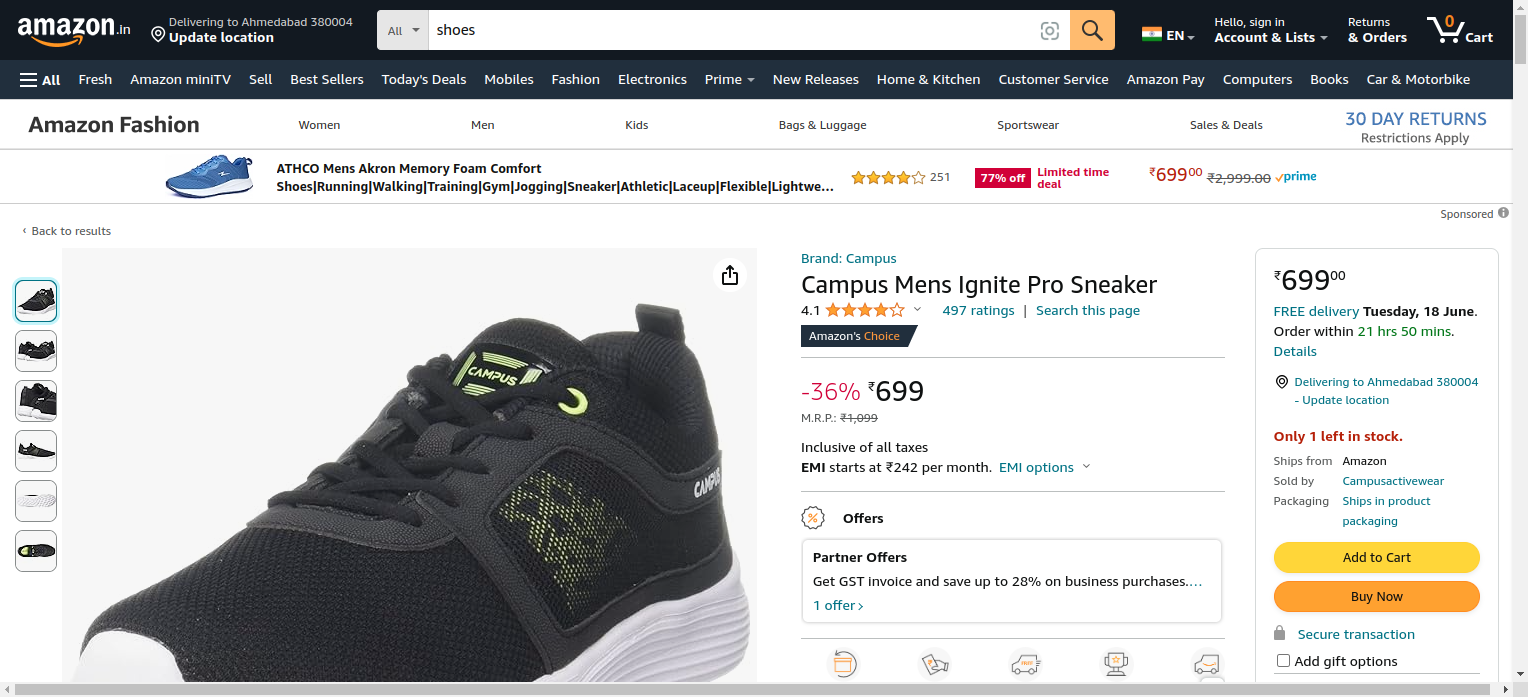 amazon.in
Delivering to Ahmedabad 380004
Update location
All
shoes
EN
Hello, sign in
Account & Lists
Returns
& Orders
0
Cart
All
Fresh
Amazon miniTV
Sell
Best Sellers
Today's Deals
Mobiles
Fashion
Electronics
Prime
New Releases
Home & Kitchen
Customer Service
Amazon Pay
Computers
Books
Car & Motorbike
Amazon Fashion
Women
Men
Kids
Bags & Luggage
Sportswear
Sales & Deals
30 DAY RETURNS
Restrictions Apply
ATHCO Mens Akron Memory Foam Comfort
Shoes|Running|Walking|Training|Gym|Jogging|Sneaker|Athletic|Laceup|Flexible|Lightwe...
251
77% off
Limited time
deal
₹69900
₹2,999.00
prime
Sponsored
‹ Back to results
CAMPUS
CAMPUS
Brand: Campus
Campus Mens Ignite Pro Sneaker
4.1
497 ratings | Search this page
Amazon's Choice
-36% ₹699
M.R.P.: ₹1,099
Inclusive of all taxes
EMI starts at ₹242 per month. EMI options
%
Offers
Partner Offers
Get GST invoice and save up to 28% on business purchases....
1 offer ›
FREE
₹69900
FREE delivery Tuesday, 18 June.
Order within 21 hrs 50 mins.
Details
Delivering to Ahmedabad 380004
- Update location
Only 1 left in stock.
Ships from Amazon
Sold by Campusactivewear
Packaging Ships in product
packaging
Add to Cart
Buy Now
Secure transaction
Add gift options